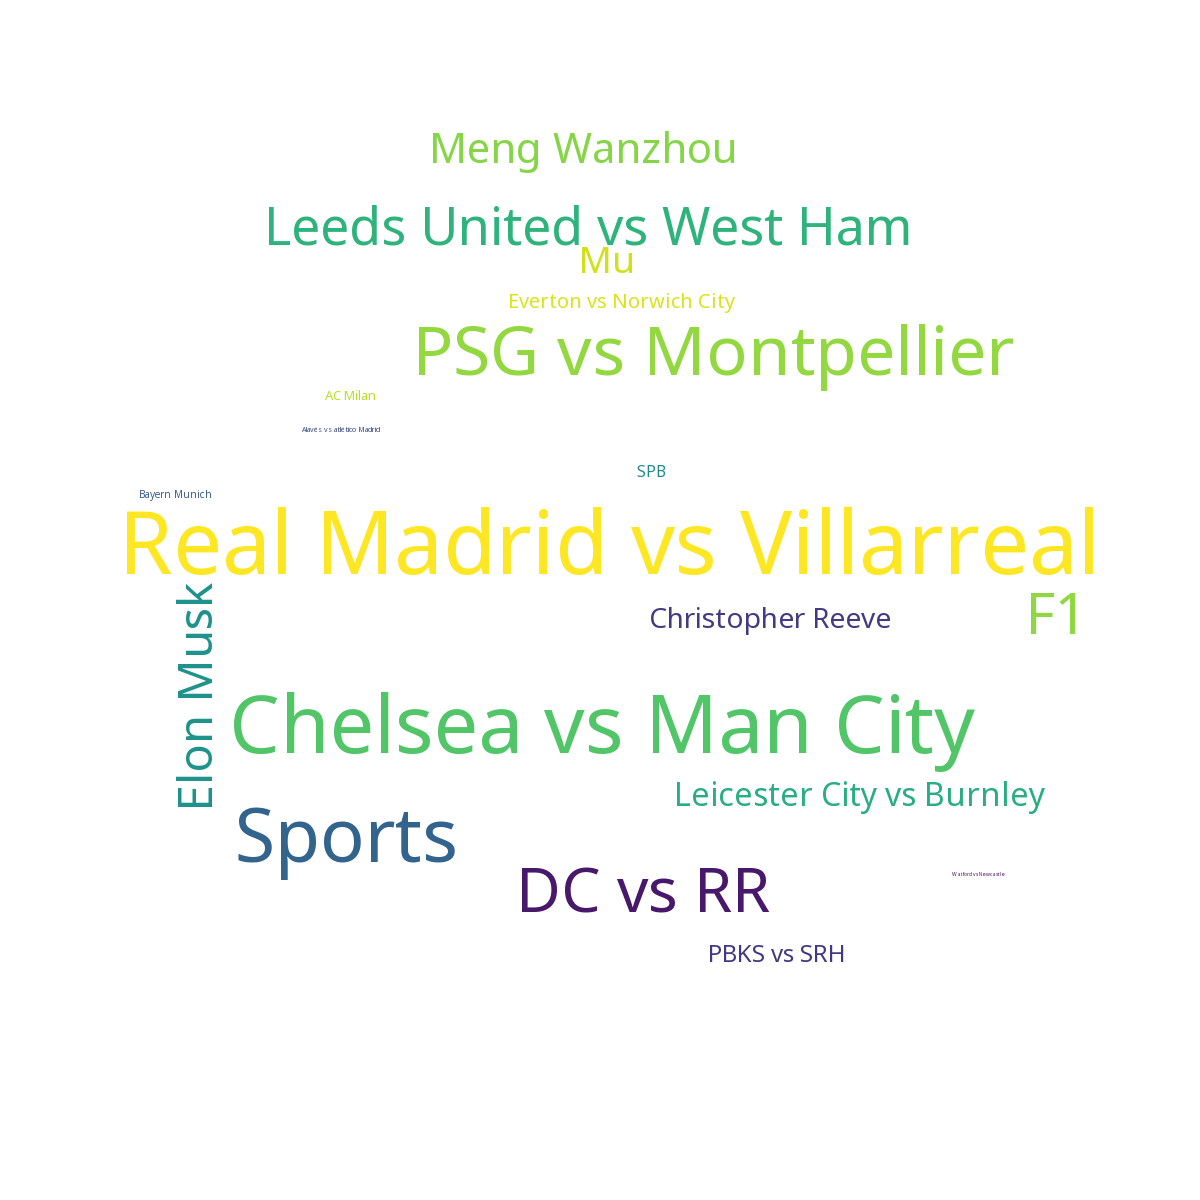 Meng Wanzhou
Leeds United vs West Ham
Mu
Everton vs Norwich City
PSG vs Montpellier
AC Milan
Alavés vs atlético Madrid
SPB
Bayern Munich
Real Madrid vs Villarreal
Elon Musk
Christopher Reeve
F1
Chelsea vs Man City
Leicester City vs Burnley
Sports
DC vs RR
Watford vs Newcastle
PBKS vs SRH